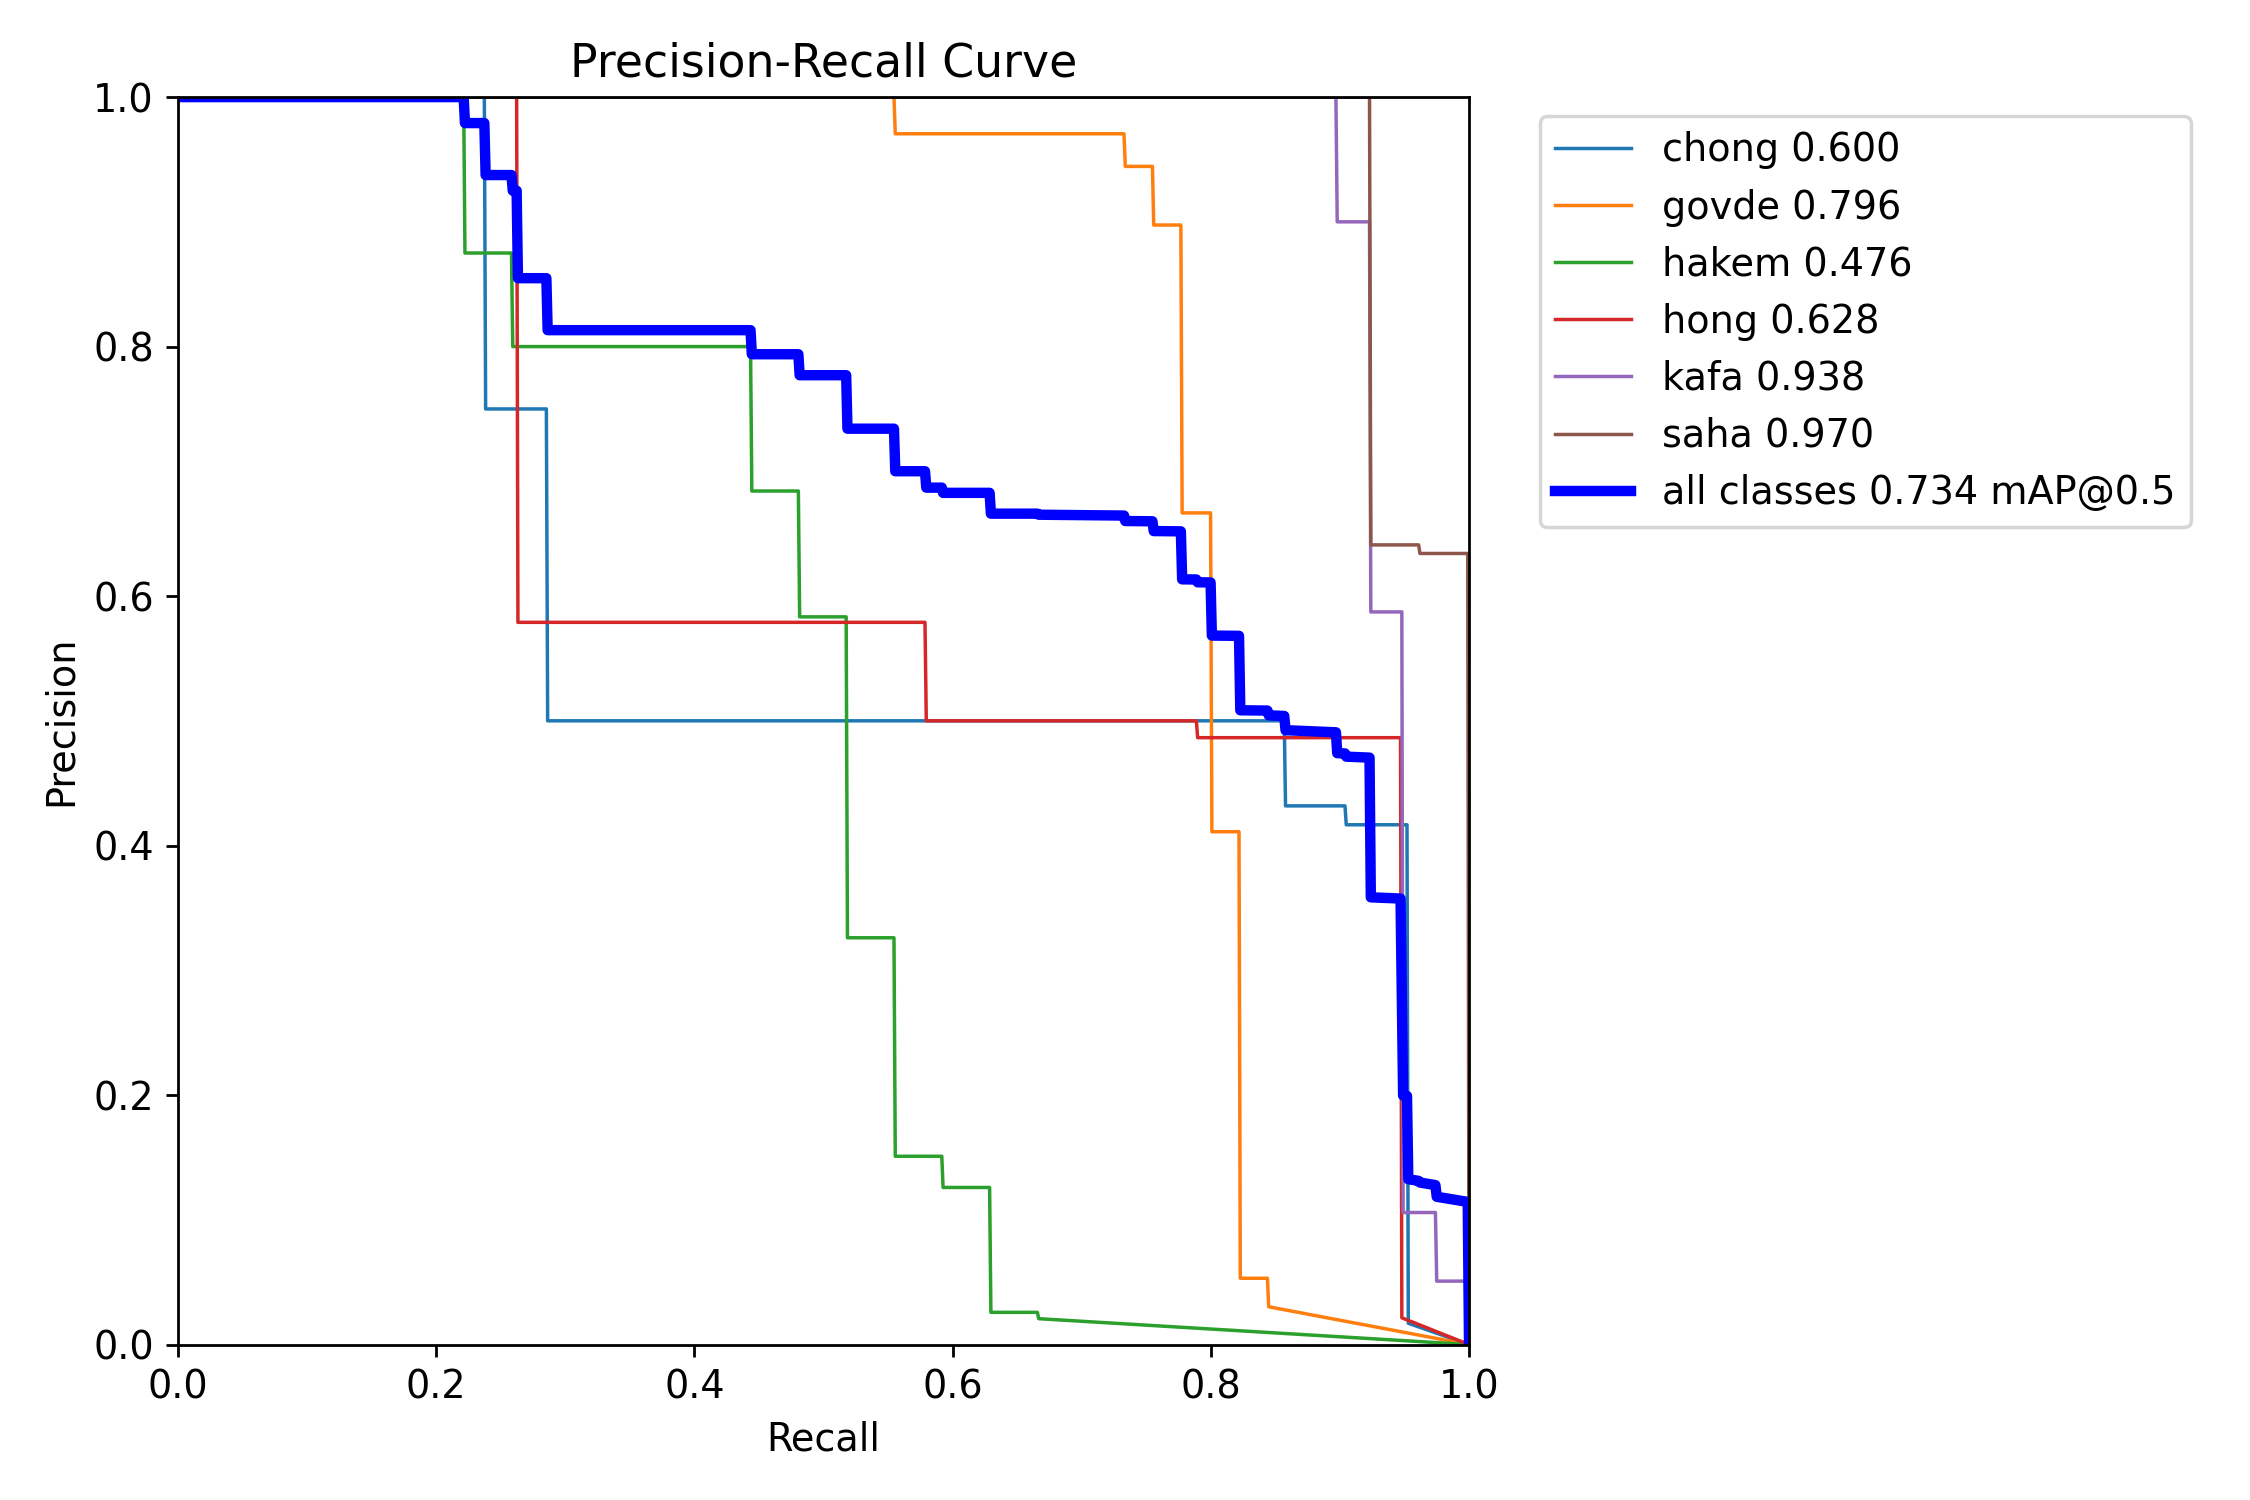 Precision-Recall Curve
1.0
0.8
0.6
0.4
0.2
0.0
Precision
0.0 0.2 0.4 0.6 0.8 1.0
Recall
chong 0.600
govde 0.796
hakem 0.476
hong 0.628
kafa 0.938
saha 0.970
all classes 0.734 mAP@0.5